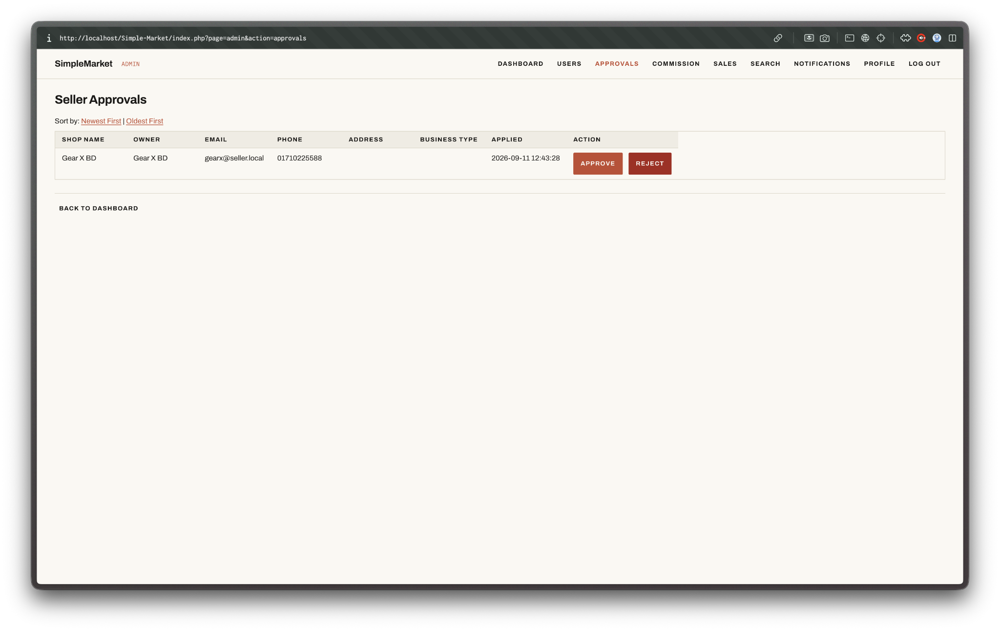 http://localhost/Simple-Market/index.php?page=admin&action=approvals
SimpleMarket ADMIN DASHBOARD USERS APPROVALS COMMISSION SALES SEARCH NOTIFICATIONS PROFILE LOG OUT
Seller Approvals
Sort by: Newest First | Oldest First
SHOP NAME OWNER EMAIL PHONE ADDRESS BUSINESS TYPE APPLIED ACTION
Gear X BD Gear X BD gearx@seller.local 01710225588 2026-09-11 12:43:28 APPROVE REJECT
BACK TO DASHBOARD